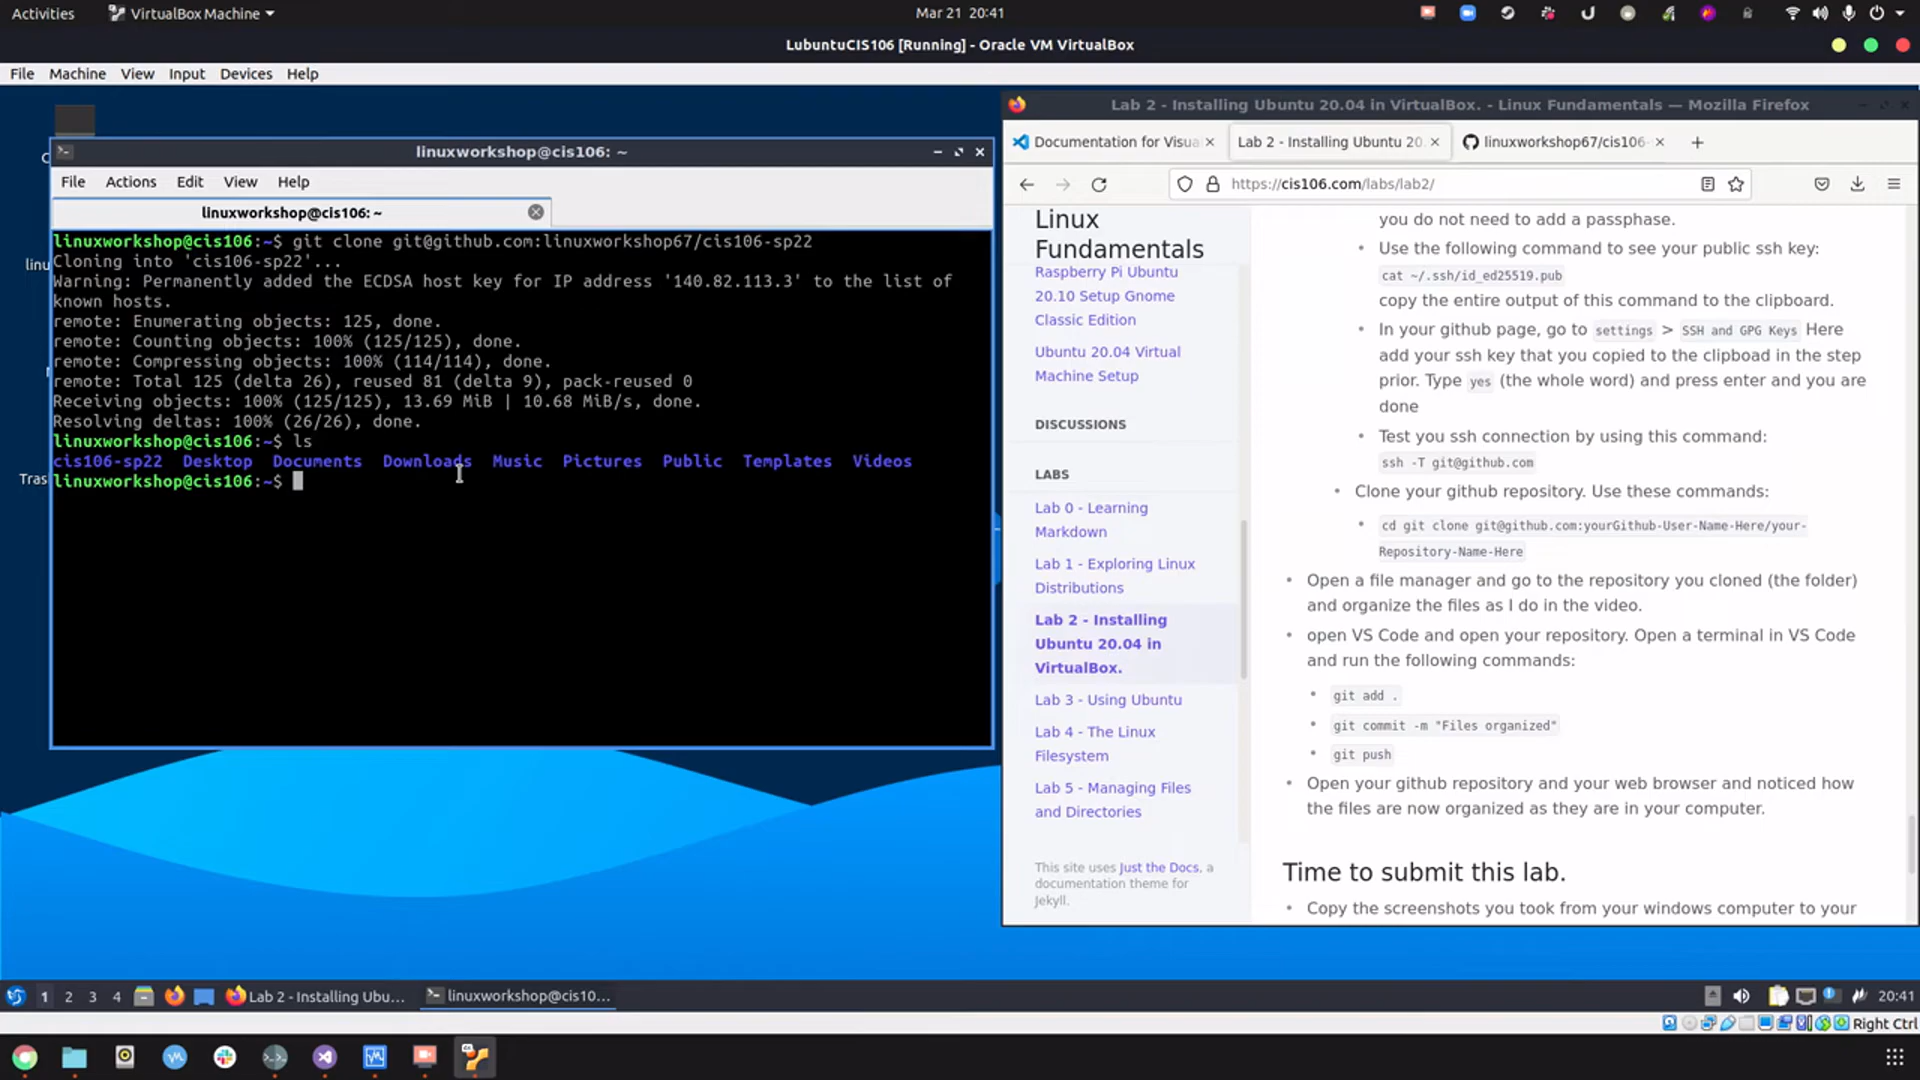 Activities
VirtualBox Machine
Mar 21 20:41
LubuntuCIS106 [Running] - Oracle VM VirtualBox
File Machine View Input Devices Help
linuxworkshop@cis106: ~
File Actions Edit View Help
linuxworkshop@cis106: ~
linuxworkshop@cis106:~$ git clone git@github.com:linuxworkshop67/cis106-sp22
Cloning into 'cis106-sp22'...
Warning: Permanently added the ECDSA host key for IP address '140.82.113.3' to the list of
known hosts.
remote: Enumerating objects: 125, done.
remote: Counting objects: 100% (125/125), done.
remote: Compressing objects: 100% (114/114), done.
remote: Total 125 (delta 26), reused 81 (delta 9), pack-reused 0
Receiving objects: 100% (125/125), 13.69 MiB | 10.68 MiB/s, done.
Resolving deltas: 100% (26/26), done.
linuxworkshop@cis106:~$ ls
cis106-sp22 Desktop Documents Downloads Music Pictures Public Templates Videos
linuxworkshop@cis106:~$
linu
Tras
Lab 2 - Installing Ubuntu 20.04 in VirtualBox. - Linux Fundamentals — Mozilla Firefox
Documentation for Visua
Lab 2 - Installing Ubuntu 20.
linuxworkshop67/cis106-
https://cis106.com/labs/lab2/
Linux
Fundamentals
Raspberry Pi Ubuntu
20.10 Setup Gnome
Classic Edition
Ubuntu 20.04 Virtual
Machine Setup
DISCUSSIONS
LABS
Lab 0 - Learning
Markdown
Lab 1 - Exploring Linux
Distributions
Lab 2 - Installing
Ubuntu 20.04 in
VirtualBox.
Lab 3 - Using Ubuntu
Lab 4 - The Linux
Filesystem
Lab 5 - Managing Files
and Directories
This site uses Just the Docs, a
documentation theme for
Jekyll.
you do not need to add a passphase.
Use the following command to see your public ssh key:
cat ~/.ssh/id_ed25519.pub
copy the entire output of this command to the clipboard.
In your github page, go to settings > SSH and GPG Keys Here
add your ssh key that you copied to the clipboad in the step
prior. Type yes (the whole word) and press enter and you are
done
Test you ssh connection by using this command:
ssh -T git@github.com
Clone your github repository. Use these commands:
cd git clone git@github.com:yourGithub-User-Name-Here/your-
Repository-Name-Here
Open a file manager and go to the repository you cloned (the folder)
and organize the files as I do in the video.
open VS Code and open your repository. Open a terminal in VS Code
and run the following commands:
git add .
git commit -m "Files organized"
git push
Open your github repository and your web browser and noticed how
the files are now organized as they are in your computer.
Time to submit this lab.
Copy the screenshots you took from your windows computer to your
1 2 3 4
Lab 2 - Installing Ubu...
linuxworkshop@cis10...
20:41
Right Ctrl